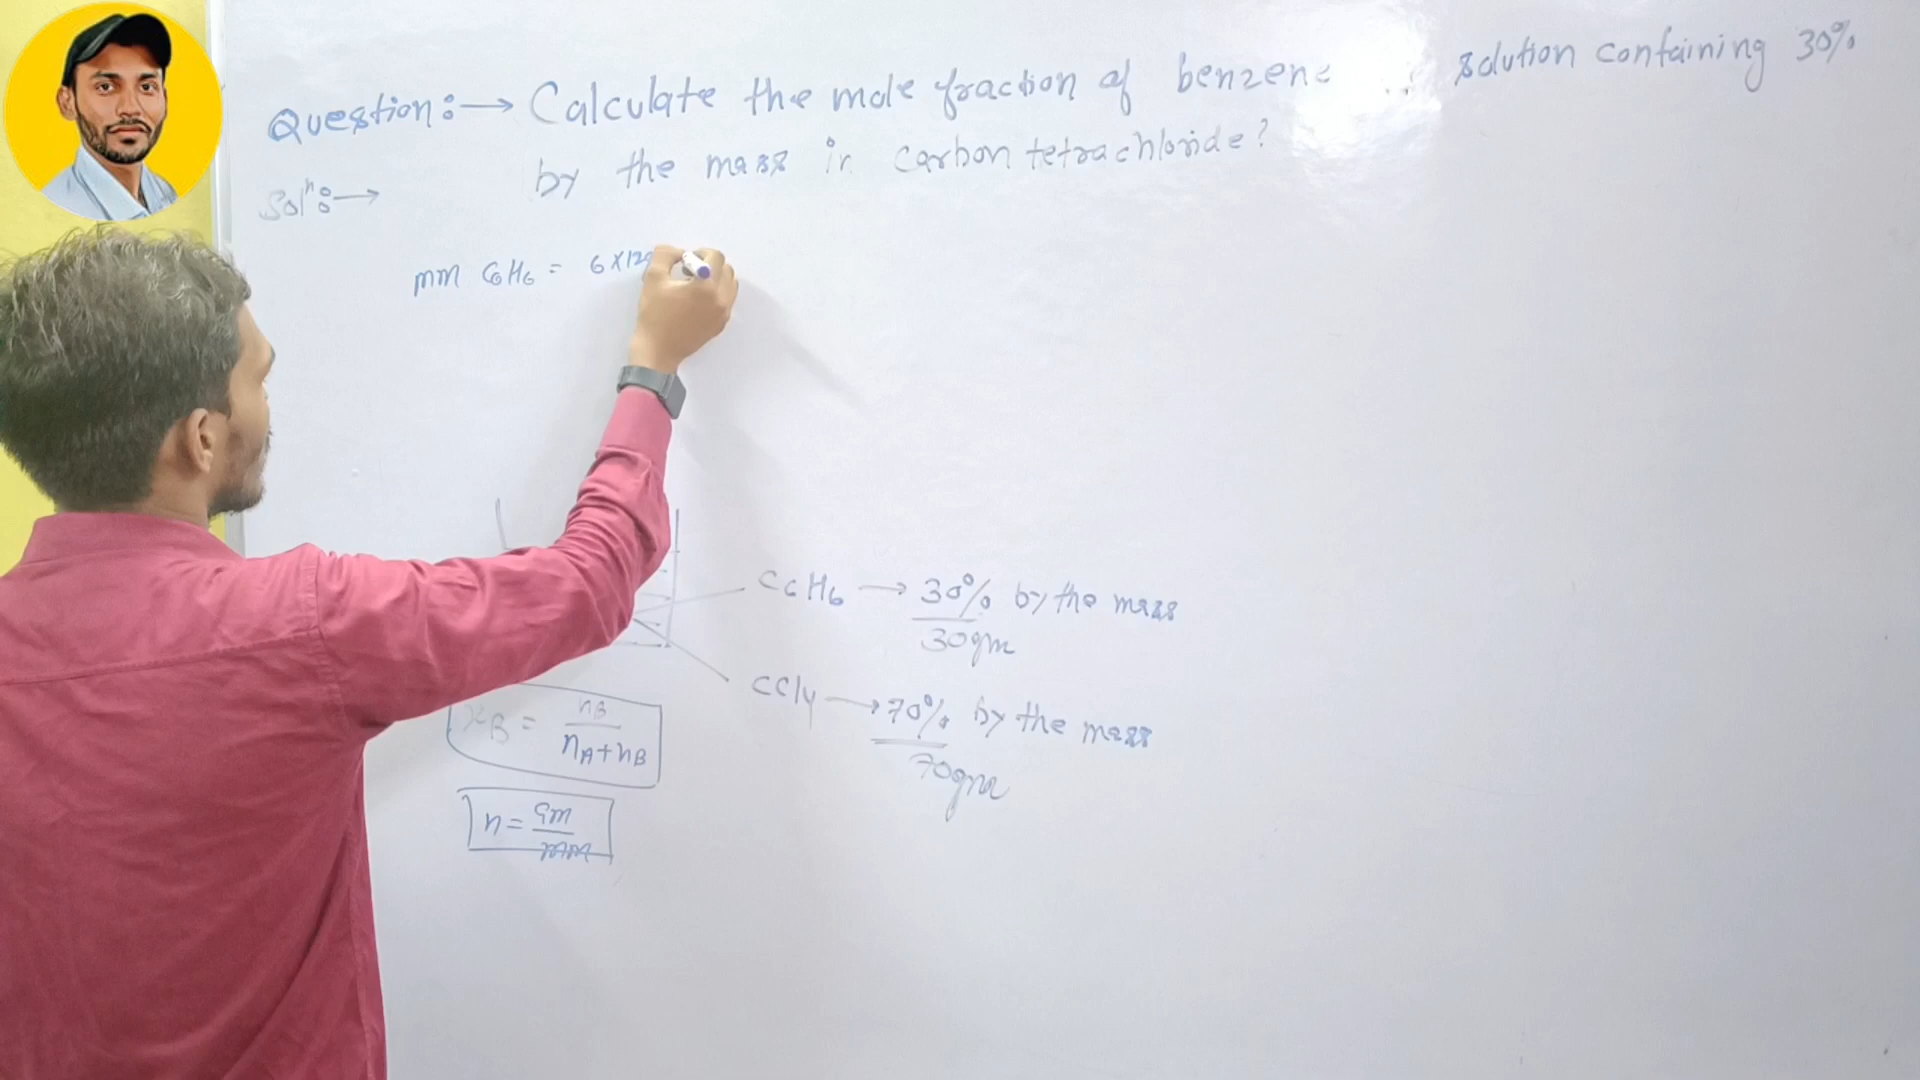 Question:→ Calculate the mole fraction of benzene solution containing 30%
by the mass in carbon tetrachloride?
Solⁿ:→
mm C6H6 = 6×12
C6H6 → 30% by the mass
30gm
CCl4 → 70% by the mass
70gm
xB = nB / nA+nB
n = gm / mm